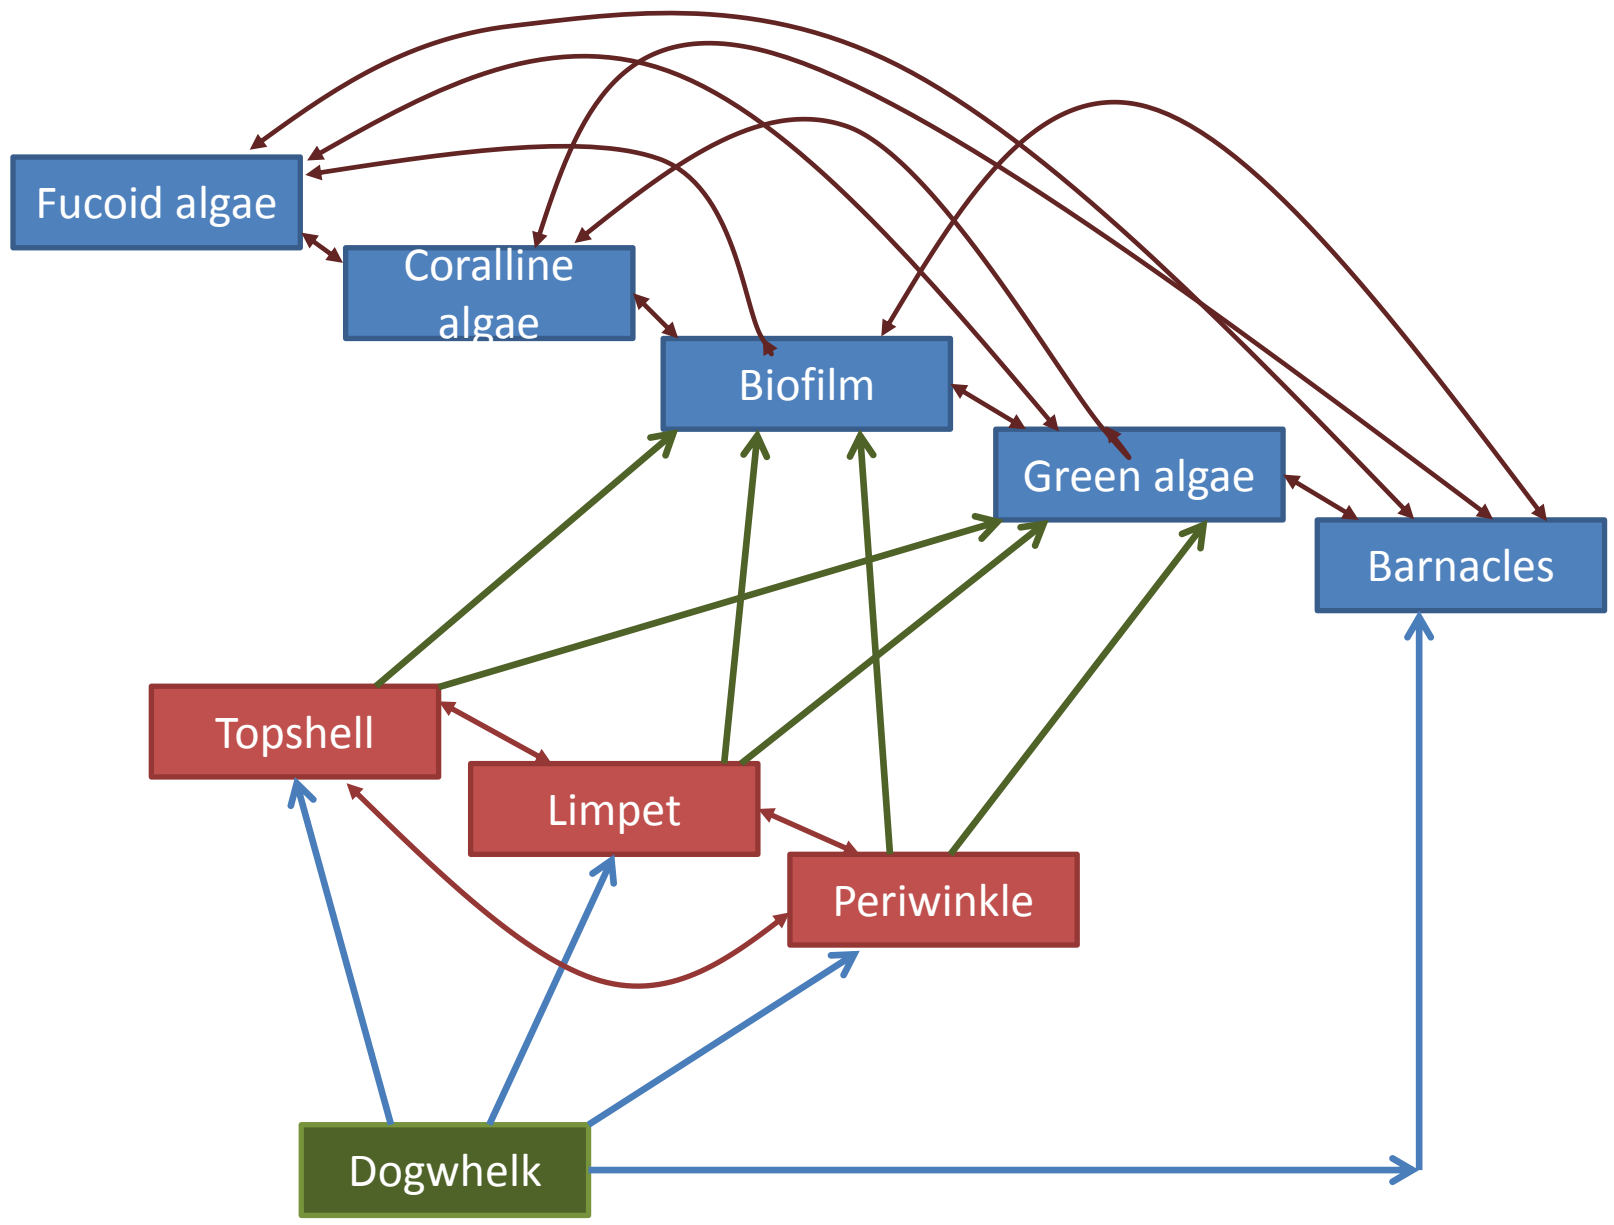 Fucoid algae
Coralline
algae
Biofilm
Green algae
Barnacles
Topshell
Limpet
Periwinkle
Dogwhelk